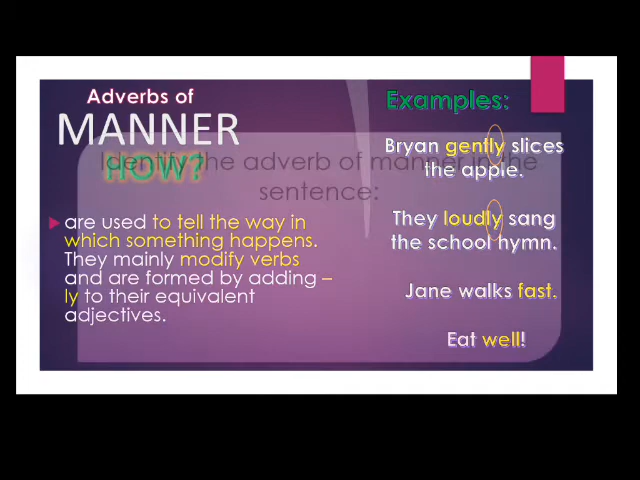 Adverbs of
MANNER
HOW?
Identify the adverb of manner in the
sentence:
are used to tell the way in
which something happens.
They mainly modify verbs
and are formed by adding –
ly to their equivalent
adjectives.
Examples:
Bryan gently slices
the apple.
They loudly sang
the school hymn.
Jane walks fast.
Eat well!